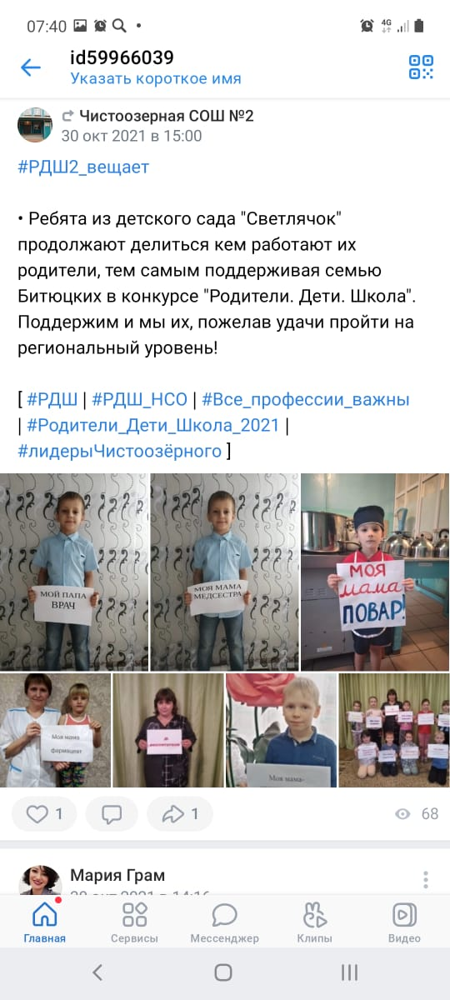 07:40
4G
id59966039
Указать короткое имя
Чистоозерная СОШ №2
30 окт 2021 в 15:00
#РДШ2_вещает
• Ребята из детского сада "Светлячок"
продолжают делиться кем работают их
родители, тем самым поддерживая семью
Битюцких в конкурсе "Родители. Дети. Школа".
Поддержим и мы их, пожелав удачи пройти на
региональный уровень!
[ #РДШ | #РДШ_НСО | #Все_профессии_важны
| #Родители_Дети_Школа_2021 |
#лидерыЧистоозёрного ]
МОЙ ПАПА
ВРАЧ
МОЯ МАМА
МЕДСЕСТРА
МОЯ
мама
ПОВАР!
Моя мама
фармацевт
Я
воспитатель
Моя мама-
1
1
68
Мария Грам
Главная
Сервисы
Мессенджер
Клипы
Видео